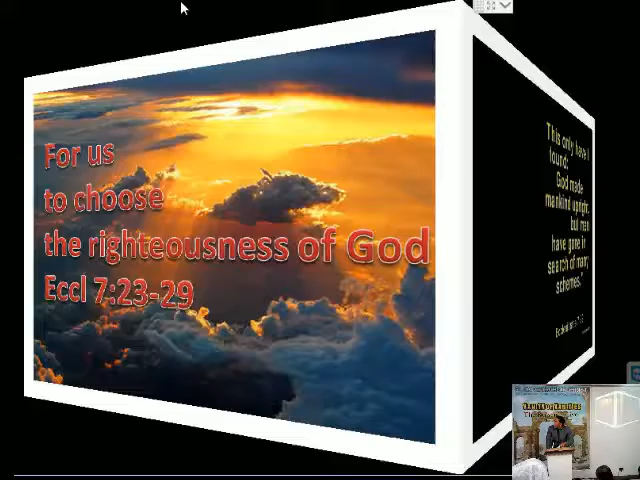 For us
to choose
the righteousness of God
Eccl 7:23-29
This only have I
found:
God made
mankind upright,
but men
have gone in
search of many
schemes."